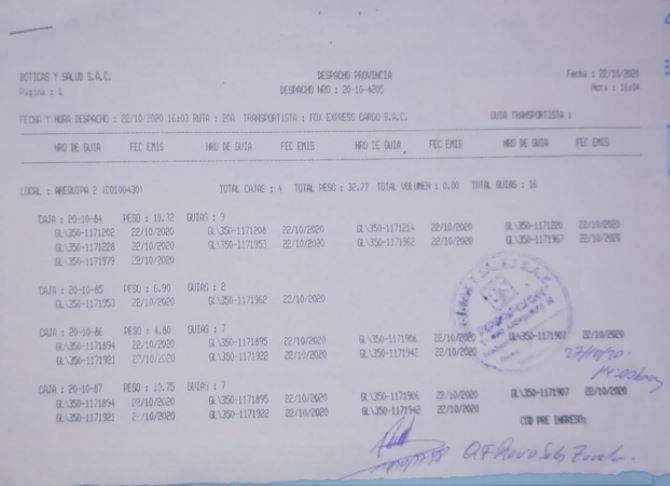 BOTICAS Y SALUD S.A.C. DESPACHO PROVINCIA Fecha : 22/10/2020
Pagina : 1 DESPACHO NRO : 20-10-4205 Hora : 16:04
FECHA Y HORA DESPACHO : 22/10/2020 16:03 RUTA : 20A TRANSPORTISTA : FOX EXPRESS CARGO S.A.C. GUIA TRANSPORTISTA :
NRO DE GUIA FEC EMIS NRO DE GUIA FEC EMIS NRO DE GUIA FEC EMIS NRO DE GUIA FEC EMIS
LOCAL : AREQUIPA 2 (C0100430) TOTAL CAJAS : 4 TOTAL PESO : 32.77 TOTAL VOLUMEN : 0.00 TOTAL GUIAS : 16
CAJA : 20-10-84 PESO : 10.32 GUIAS : 9
GL\350-1171202 22/10/2020 GL\350-1171208 22/10/2020 GL\350-1171214 22/10/2020 GL\350-1171220 22/10/2020
GL\350-1171228 22/10/2020 GL\350-1171953 22/10/2020 GL\350-1171962 22/10/2020 GL\350-1171967 22/10/2020
GL\350-1171979 22/10/2020
CAJA : 20-10-85 PESO : 6.90 GUIAS : 2
GL\350-1171953 22/10/2020 GL\350-1171962 22/10/2020
CAJA : 20-10-86 PESO : 4.80 GUIAS : 7
GL\350-1171894 22/10/2020 GL\350-1171895 22/10/2020 GL\350-1171906 22/10/2020 GL\350-1171907 22/10/2020
GL\350-1171921 22/10/2020 GL\350-1171922 22/10/2020 GL\350-1171942 22/10/2020
CAJA : 20-10-87 PESO : 10.75 GUIAS : 7
GL\350-1171894 22/10/2020 GL\350-1171895 22/10/2020 GL\350-1171906 22/10/2020 GL\350-1171907 22/10/2020
GL\350-1171921 22/10/2020 GL\350-1171922 22/10/2020 GL\350-1171942 22/10/2020
COD PRE INGRESO: